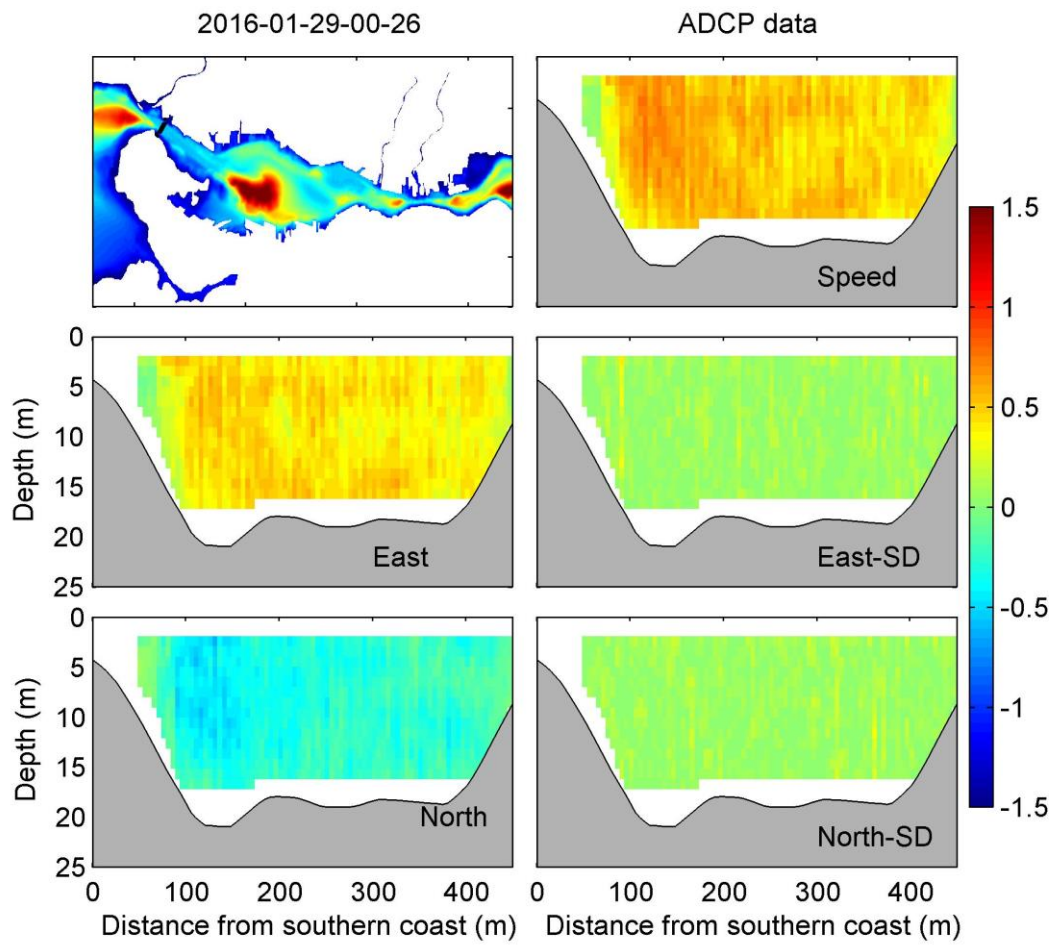 2016-01-29-00-26
ADCP data
Speed
1.5
1
0.5
0
-0.5
-1
-1.5
0
5
10
15
20
25
Depth (m)
East
East-SD
0
5
10
15
20
25
Depth (m)
North
North-SD
0 100 200 300 400
0 100 200 300 400
Distance from southern coast (m)
Distance from southern coast (m)